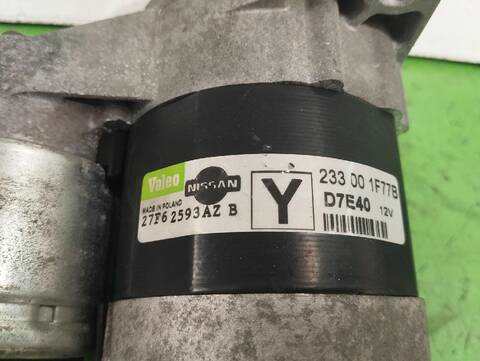 Valeo NISSAN
MADE IN POLAND
27F6 2593AZ B
Y
233 00 1F77B
D7E40 12V